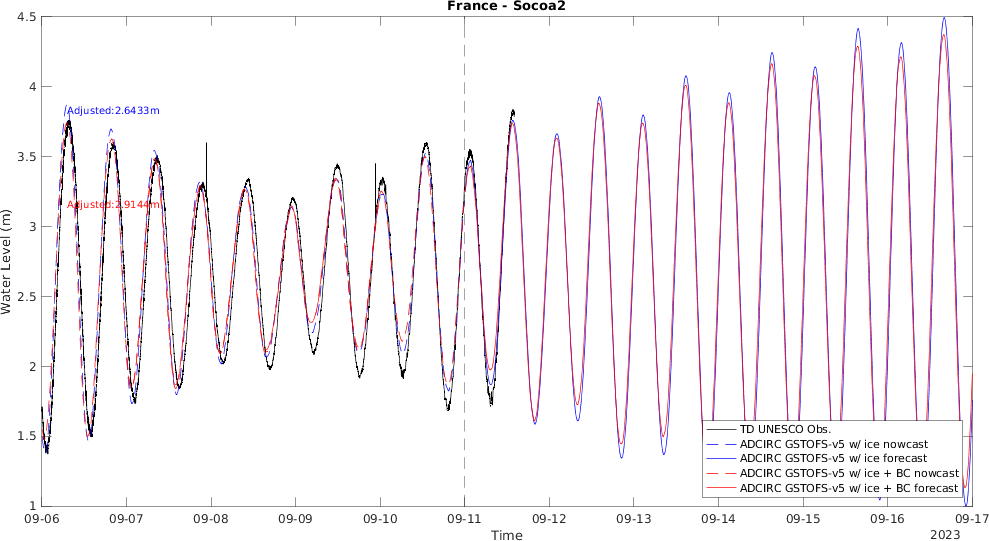 France - Socoa2
4.5
4
3.5
3
2.5
2
1.5
1
Water Level (m)
Adjusted:2.6433m
Adjusted:2.9144m
TD UNESCO Obs.
ADCIRC GSTOFS-v5 w/ ice nowcast
ADCIRC GSTOFS-v5 w/ ice forecast
ADCIRC GSTOFS-v5 w/ ice + BC nowcast
ADCIRC GSTOFS-v5 w/ ice + BC forecast
09-06 09-07 09-08 09-09 09-10 09-11 09-12 09-13 09-14 09-15 09-16 09-17
Time
2023